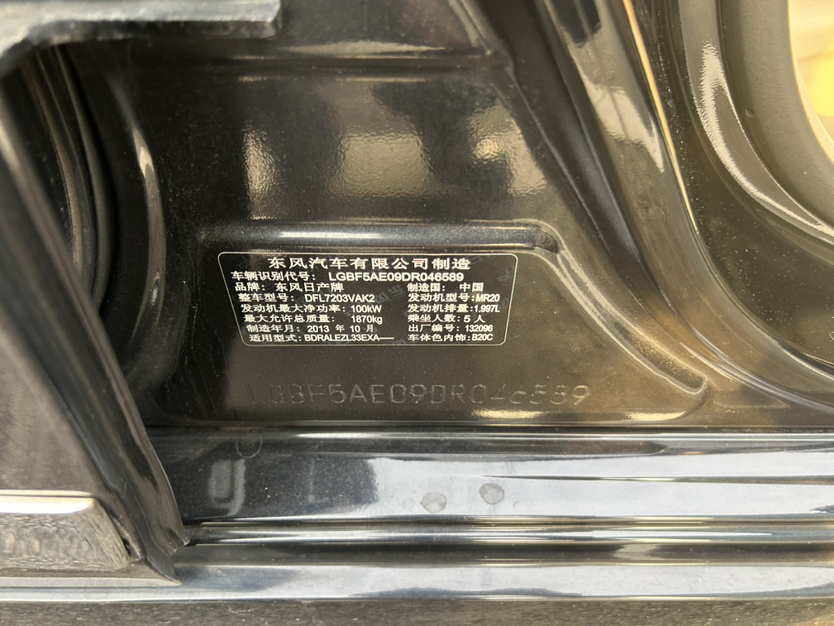 东风汽车有限公司制造
车辆识别代号: LGBF5AE09DR046589
品牌: 东风日产牌 制造国: 中国
整车型号: DFL7203VAK2 发动机型号: MR20
发动机最大净功率: 100kW 发动机排量: 1.997L
最大允许总质量: 1870kg 乘坐人数: 5 人
制造年月: 2013 年 10 月 出厂编号: 132096
适用型式: BDRALEZL33EXA— 车体色内饰: B20C
LGBF5AE09DR046589